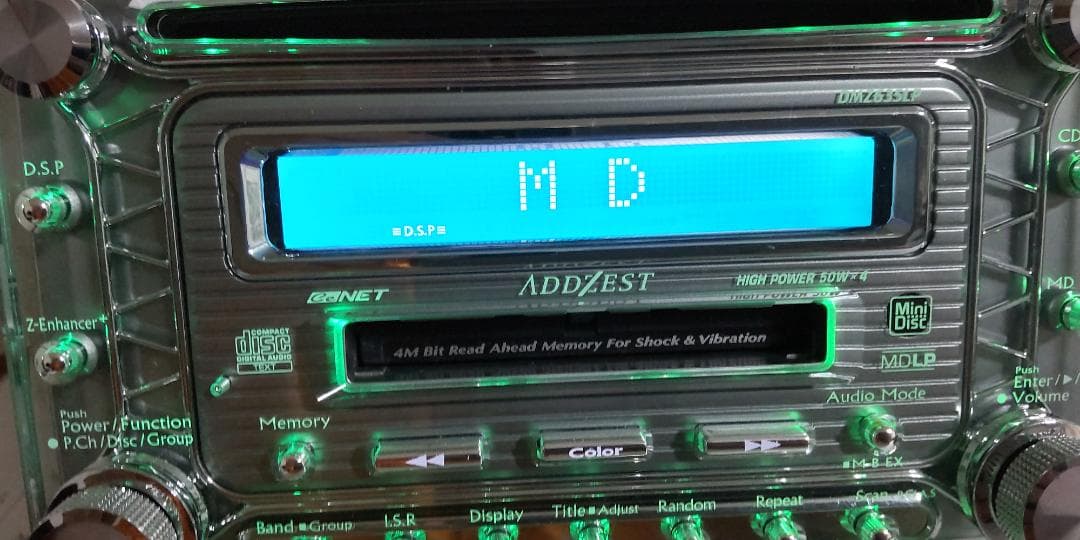 DMZ635LP
CD
D.S.P
M D
≡D.S.P≡
ADDZEST
HIGH POWER 50W×4
CeNET
MD
Z-Enhancer+
COMPACT
disc
DIGITAL AUDIO
TEXT
4M Bit Read Ahead Memory For Shock & Vibration
Mini
Disc
MDLP
Push
Enter/▶/
Volume
Push
Power/Function
P.Ch/Disc/Group
Memory
Audio Mode
◀◀
Color
▶▶
■M-B EX
Band ■Group
I.S.R
Display
Title■Adjust
Random
Repeat
Scan